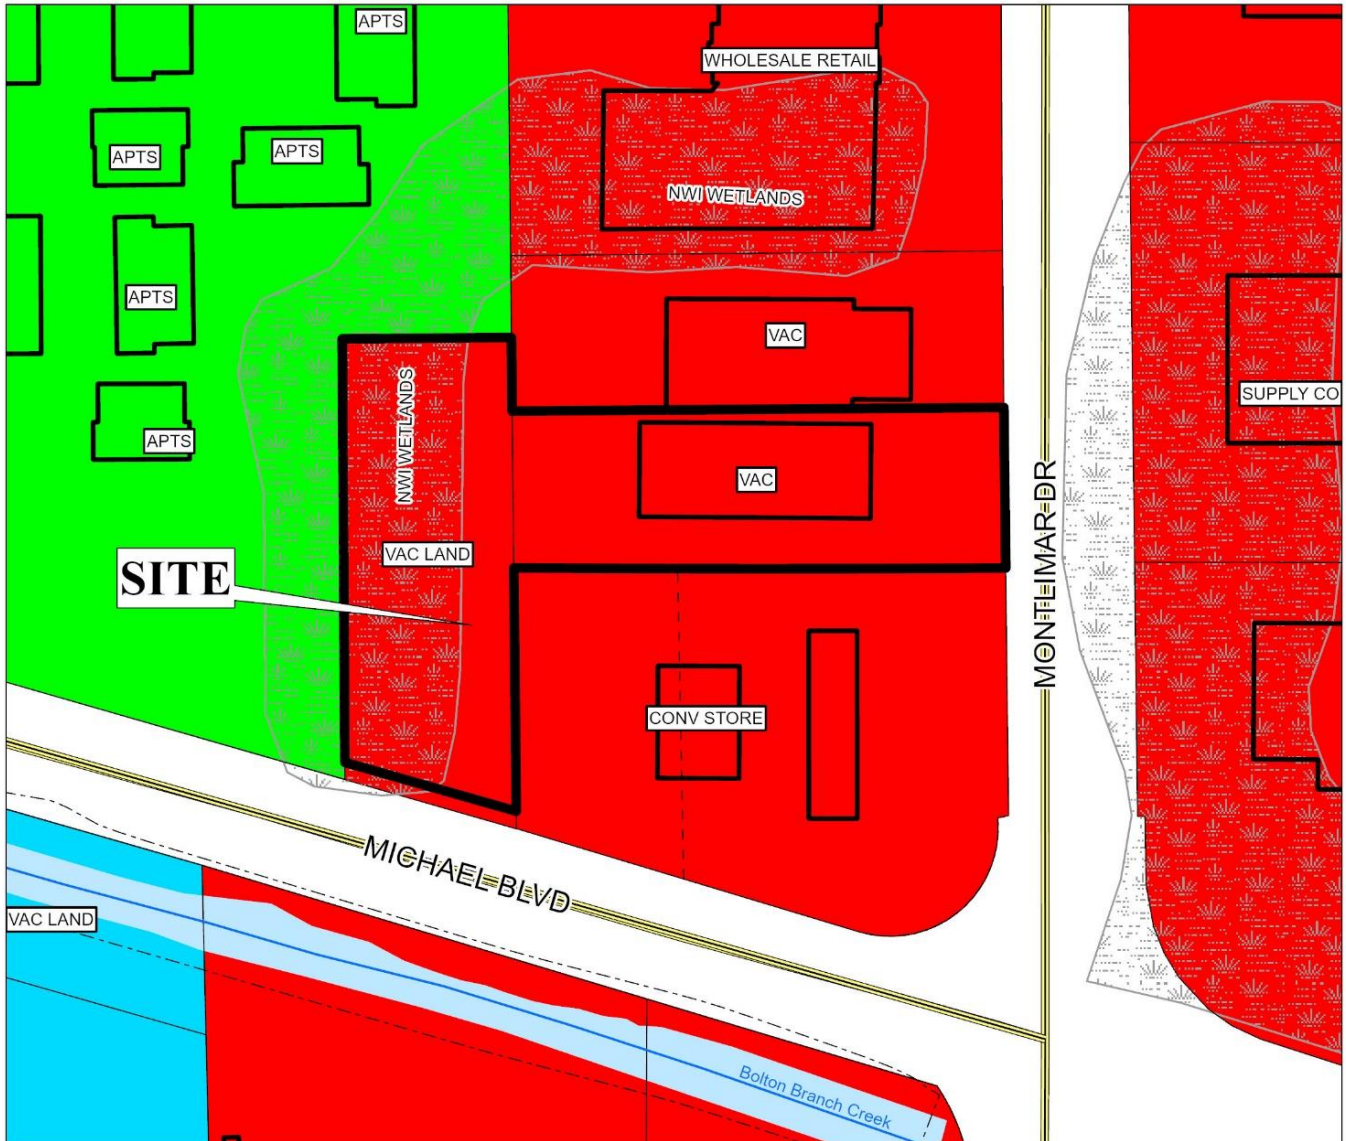 APTS
WHOLESALE RETAIL
APTS
APTS
NWI WETLANDS
APTS
VAC
SUPPLY CO
NWI WETLANDS
APTS
VAC
MONTLIMAR DR
VAC LAND
SITE
CONV STORE
MICHAEL BLVD
VAC LAND
Bolton Branch Creek